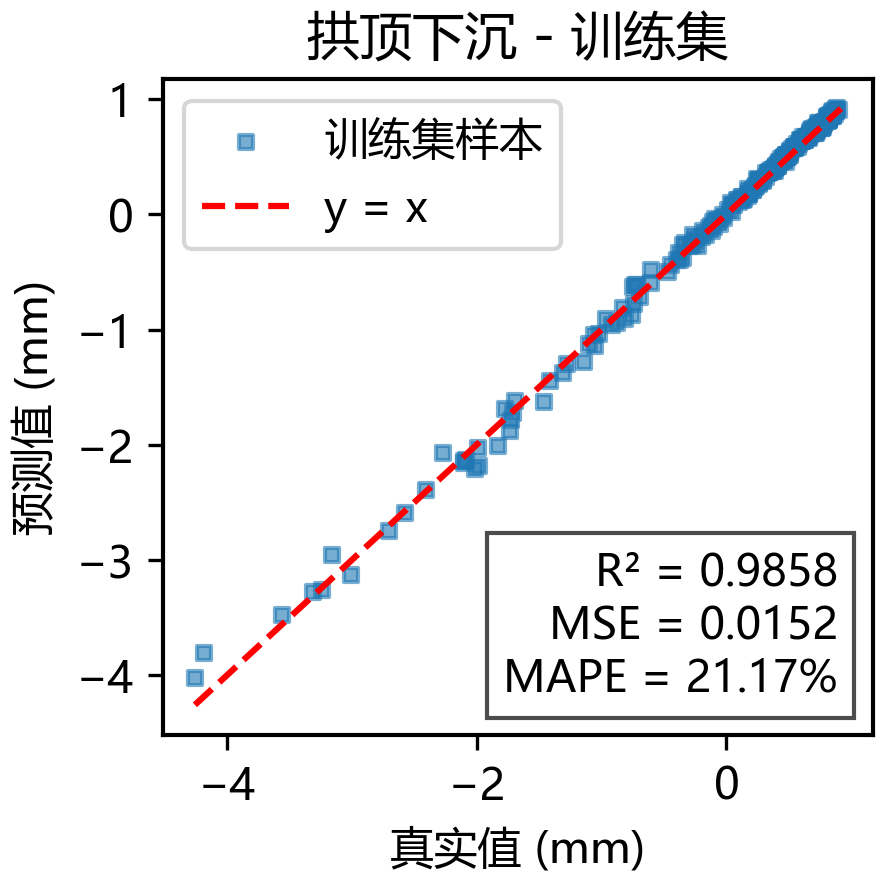 拱顶下沉 - 训练集
训练集样本
y = x
1
0
−1
−2
−3
−4
预测值 (mm)
R² = 0.9858
MSE = 0.0152
MAPE = 21.17%
−4
−2
0
真实值 (mm)